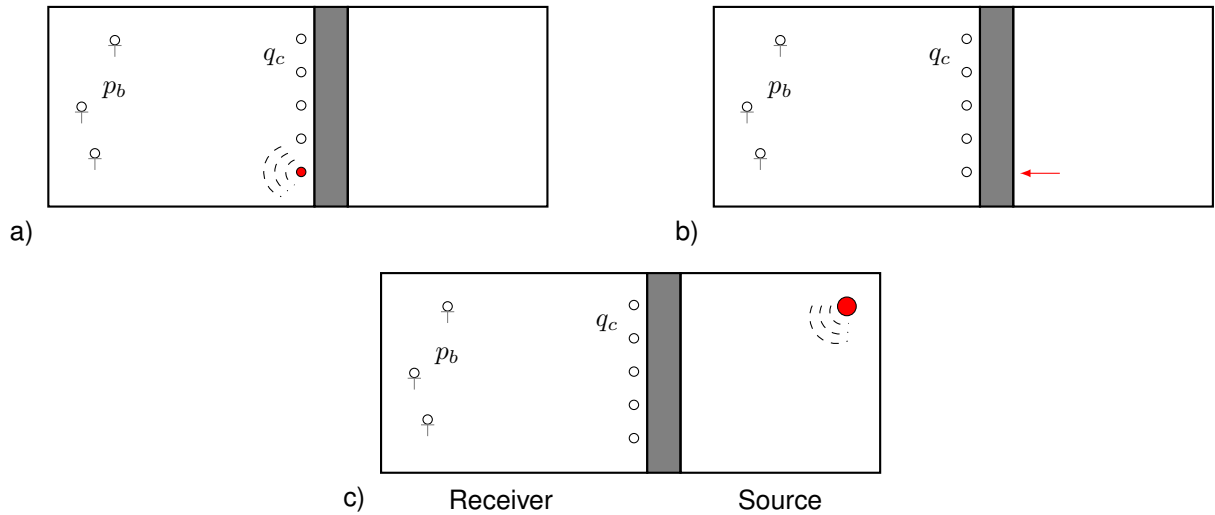 q_c
p_b
a)
q_c
p_b
b)
q_c
p_b
c)
Receiver
Source